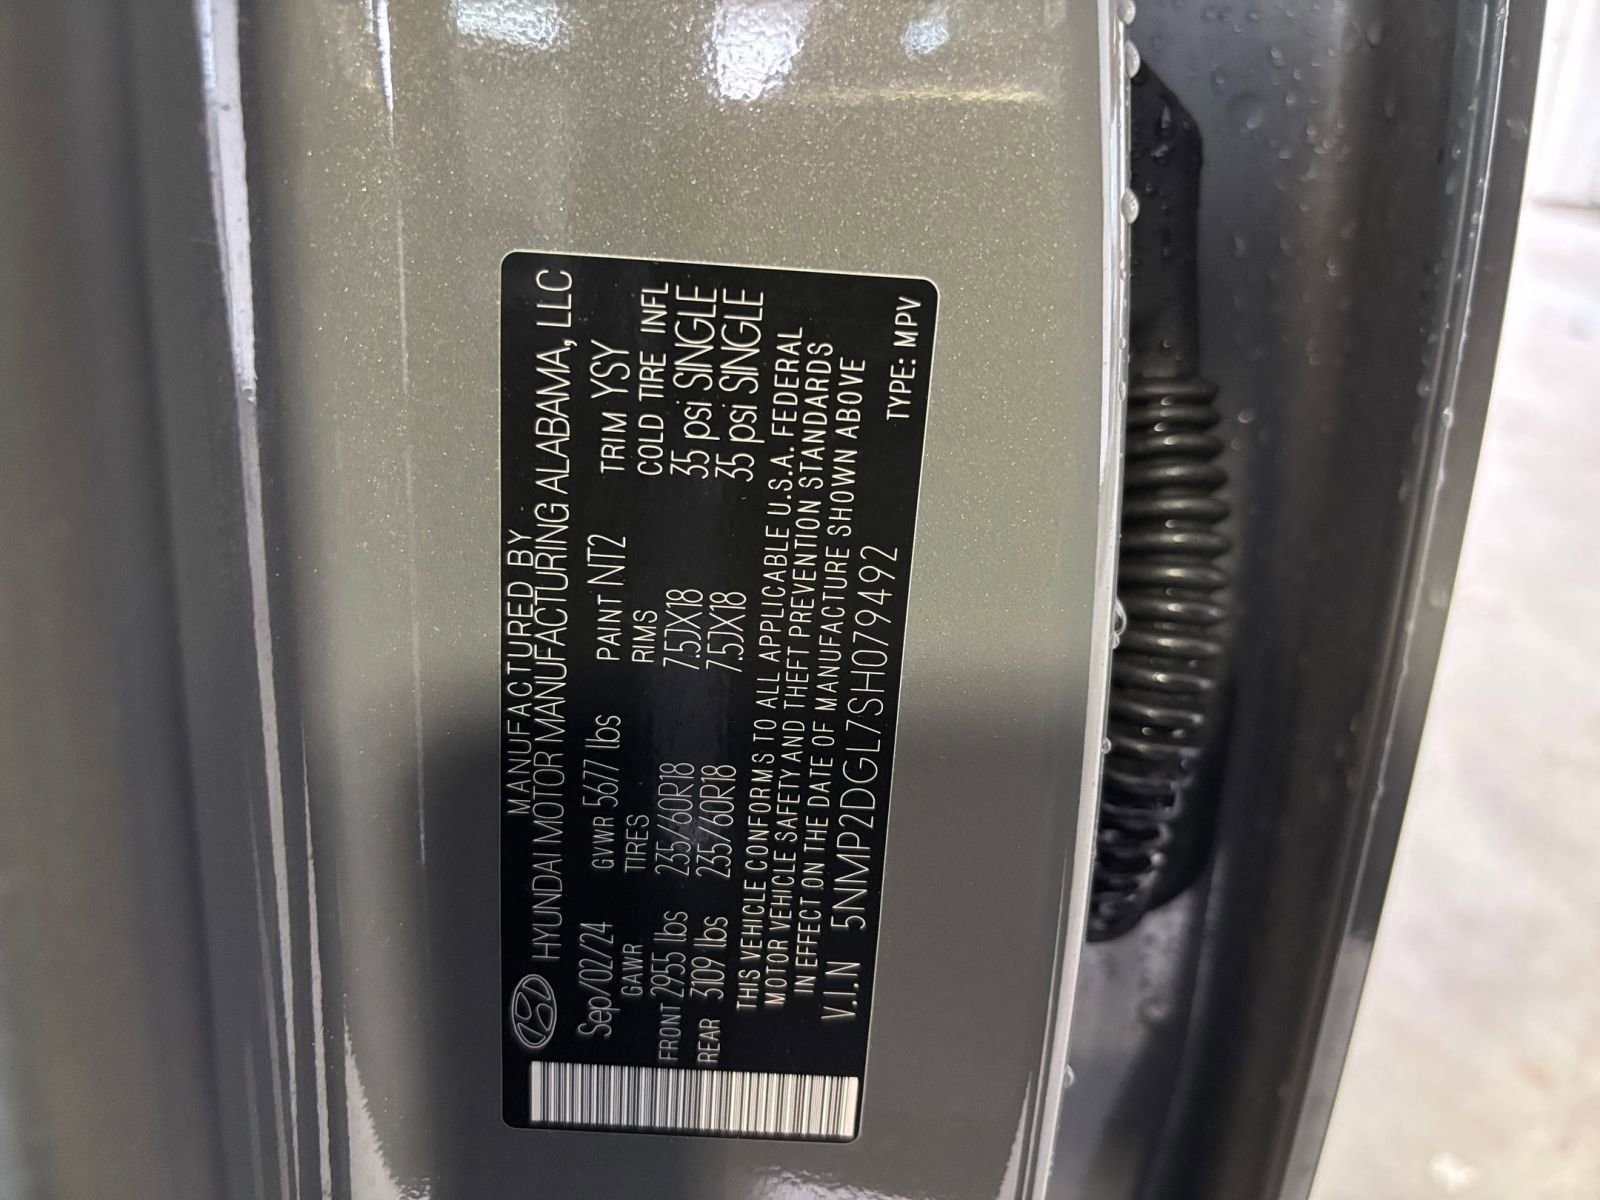 MANUFACTURED BY
HYUNDAI MOTOR MANUFACTURING ALABAMA, LLC
Sep/02/24 GVWR 5677 lbs PAINT NT2 TRIM YSY
GAWR TIRES RIMS COLD TIRE INFL
FRONT 2955 lbs 235/60R18 7.5JX18 35 psi SINGLE
REAR 3109 lbs 235/60R18 7.5JX18 35 psi SINGLE
THIS VEHICLE CONFORMS TO ALL APPLICABLE U.S.A. FEDERAL
MOTOR VEHICLE SAFETY AND THEFT PREVENTION STANDARDS
IN EFFECT ON THE DATE OF MANUFACTURE SHOWN ABOVE
V.I.N 5NMP2DGL7SH079492 TYPE: MPV